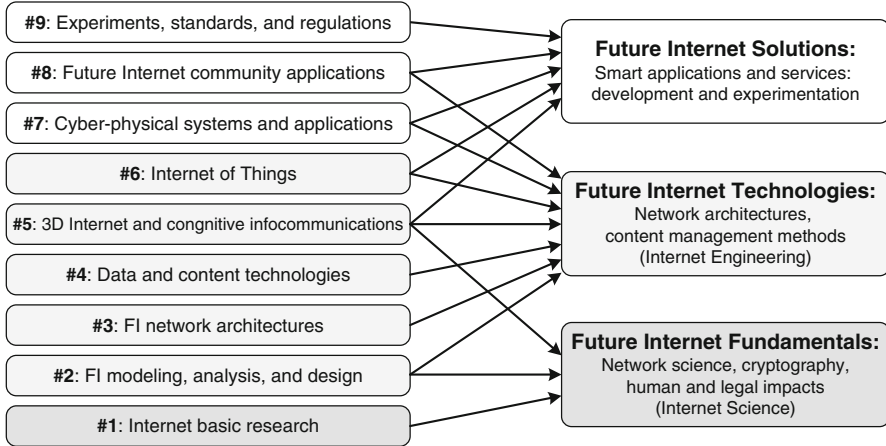 #9: Experiments, standards, and regulations
#8: Future Internet community applications
#7: Cyber-physical systems and applications
#6: Internet of Things
#5: 3D Internet and congnitive infocommunications
#4: Data and content technologies
#3: FI network architectures
#2: FI modeling, analysis, and design
#1: Internet basic research
Future Internet Solutions:
Smart applications and services:
development and experimentation
Future Internet Technologies:
Network architectures,
content management methods
(Internet Engineering)
Future Internet Fundamentals:
Network science, cryptography,
human and legal impacts
(Internet Science)